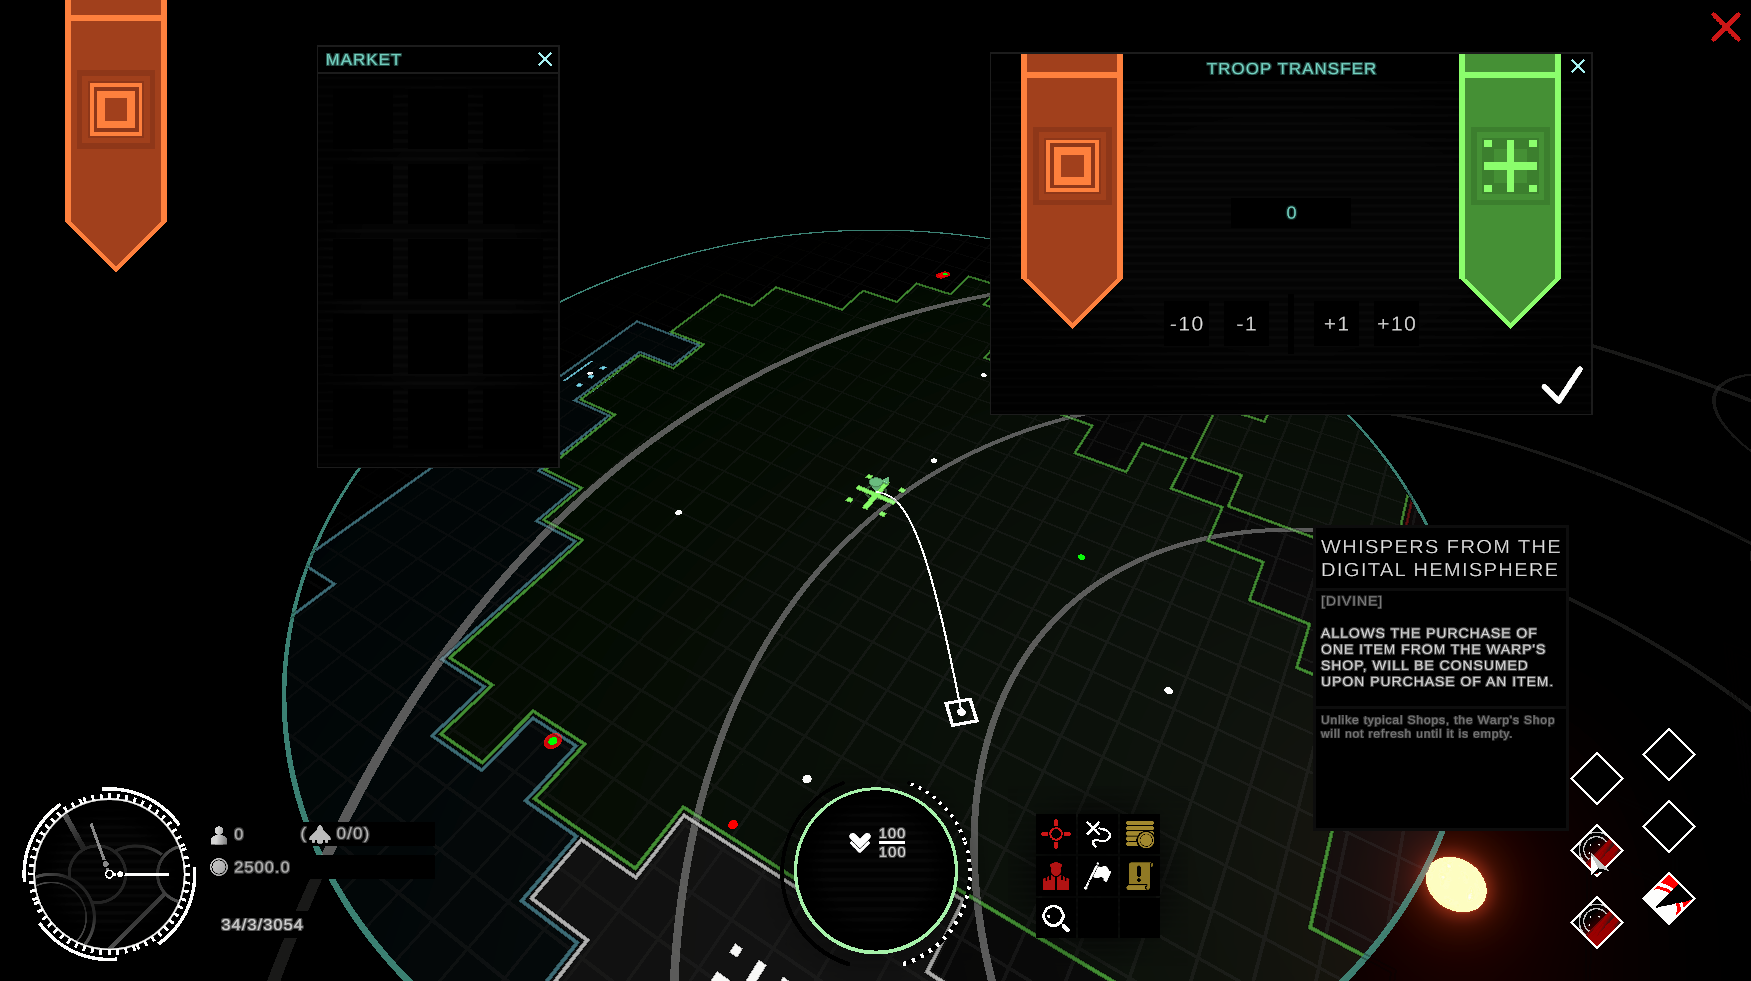 MARKET
TROOP TRANSFER
0
-10 -1 +1 +10
WHISPERS FROM THE
DIGITAL HEMISPHERE
[DIVINE]
ALLOWS THE PURCHASE OF
ONE ITEM FROM THE WARP'S
SHOP, WILL BE CONSUMED
UPON PURCHASE OF AN ITEM.
Unlike typical Shops, the Warp's Shop
will not refresh until it is empty.
0 ( 0/0)
2500.0
34/3/3054
100
100